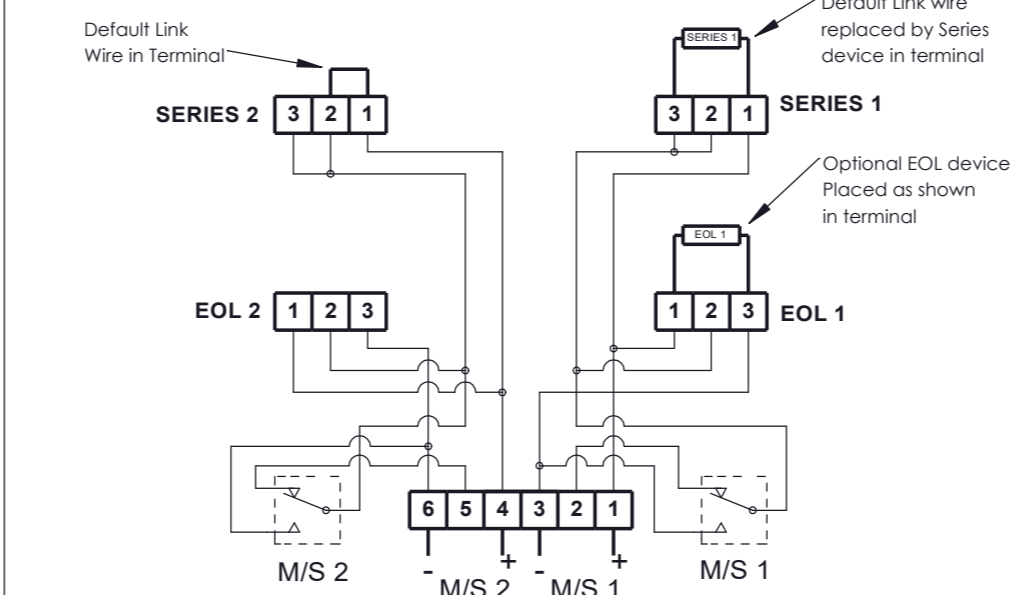 Default Link
Wire in Terminal
Default Link wire
replaced by Series
device in terminal
SERIES 1
SERIES 2
3 2 1
3 2 1
SERIES 1
Optional EOL device
Placed as shown
in terminal
EOL 1
EOL 2
1 2 3
1 2 3
EOL 1
6 5 4 3 2 1
- + - +
M/S 2
M/S 2
M/S 1
M/S 1